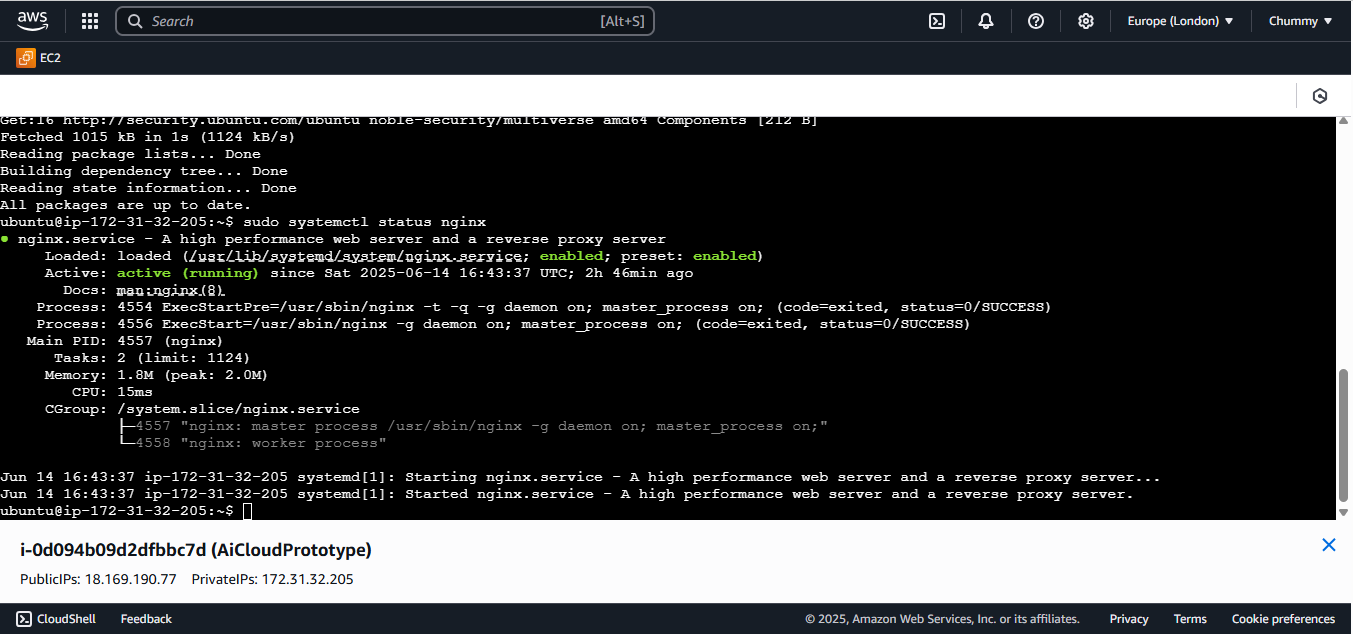 aws
Search [Alt+S] Europe (London) Chummy
EC2
Get:16 http://security.ubuntu.com/ubuntu noble-security/multiverse amd64 Components [212 B]
Fetched 1015 kB in 1s (1124 kB/s)
Reading package lists... Done
Building dependency tree... Done
Reading state information... Done
All packages are up to date.
ubuntu@ip-172-31-32-205:~$ sudo systemctl status nginx
● nginx.service - A high performance web server and a reverse proxy server
Loaded: loaded (/usr/lib/systemd/system/nginx.service; enabled; preset: enabled)
Active: active (running) since Sat 2025-06-14 16:43:37 UTC; 2h 46min ago
Docs: man:nginx(8)
Process: 4554 ExecStartPre=/usr/sbin/nginx -t -q -g daemon on; master_process on; (code=exited, status=0/SUCCESS)
Process: 4556 ExecStart=/usr/sbin/nginx -g daemon on; master_process on; (code=exited, status=0/SUCCESS)
Main PID: 4557 (nginx)
Tasks: 2 (limit: 1124)
Memory: 1.8M (peak: 2.0M)
CPU: 15ms
CGroup: /system.slice/nginx.service
├─4557 "nginx: master process /usr/sbin/nginx -g daemon on; master_process on;"
└─4558 "nginx: worker process"
Jun 14 16:43:37 ip-172-31-32-205 systemd[1]: Starting nginx.service - A high performance web server and a reverse proxy server...
Jun 14 16:43:37 ip-172-31-32-205 systemd[1]: Started nginx.service - A high performance web server and a reverse proxy server.
ubuntu@ip-172-31-32-205:~$
i-0d094b09d2dfbbc7d (AiCloudPrototype)
PublicIPs: 18.169.190.77 PrivateIPs: 172.31.32.205
CloudShell Feedback © 2025, Amazon Web Services, Inc. or its affiliates. Privacy Terms Cookie preferences